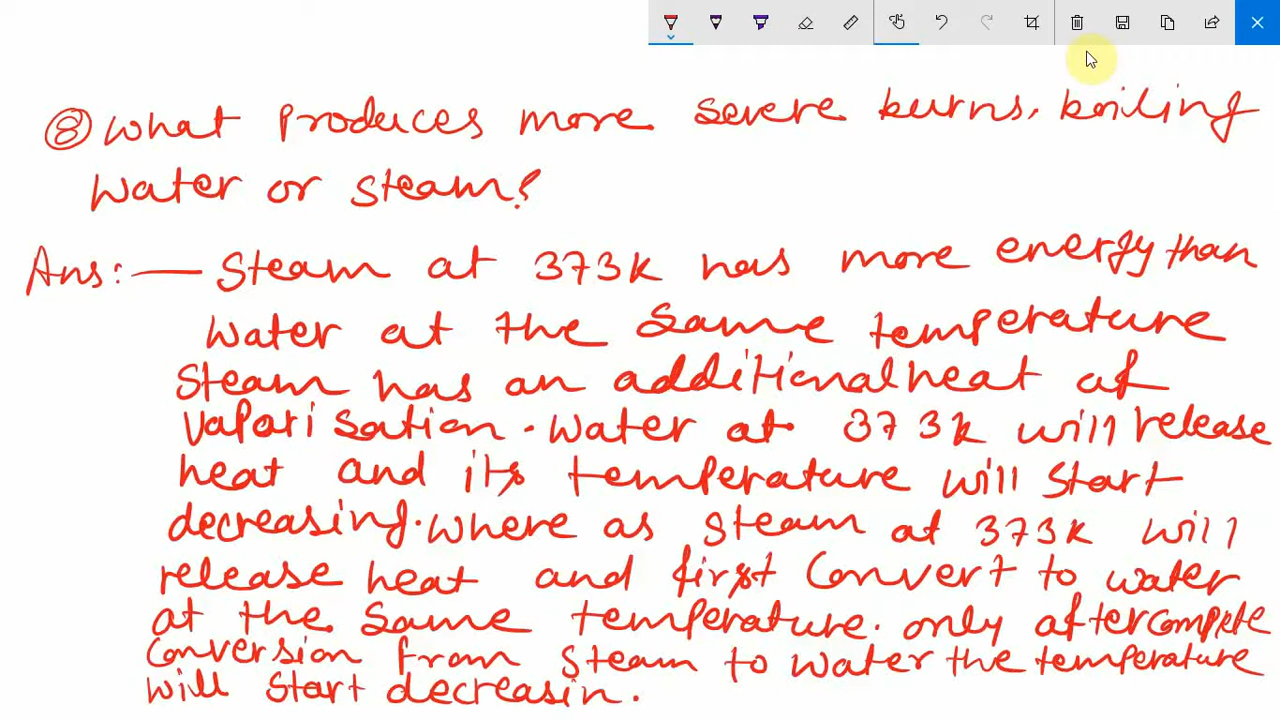 ⑧ What produces more severe burns, boiling
Water or steam?
Ans:— Steam at 373K has more energy than
Water at the same temperature
Steam has an additional heat of
Vaporisation. Water at 373K will release
heat and its temperature will start
decreasing. Where as steam at 373K will
release heat and first Convert to water
at the same temperature. only after compete
Conversion from steam to water the temperature
will start decreasin.